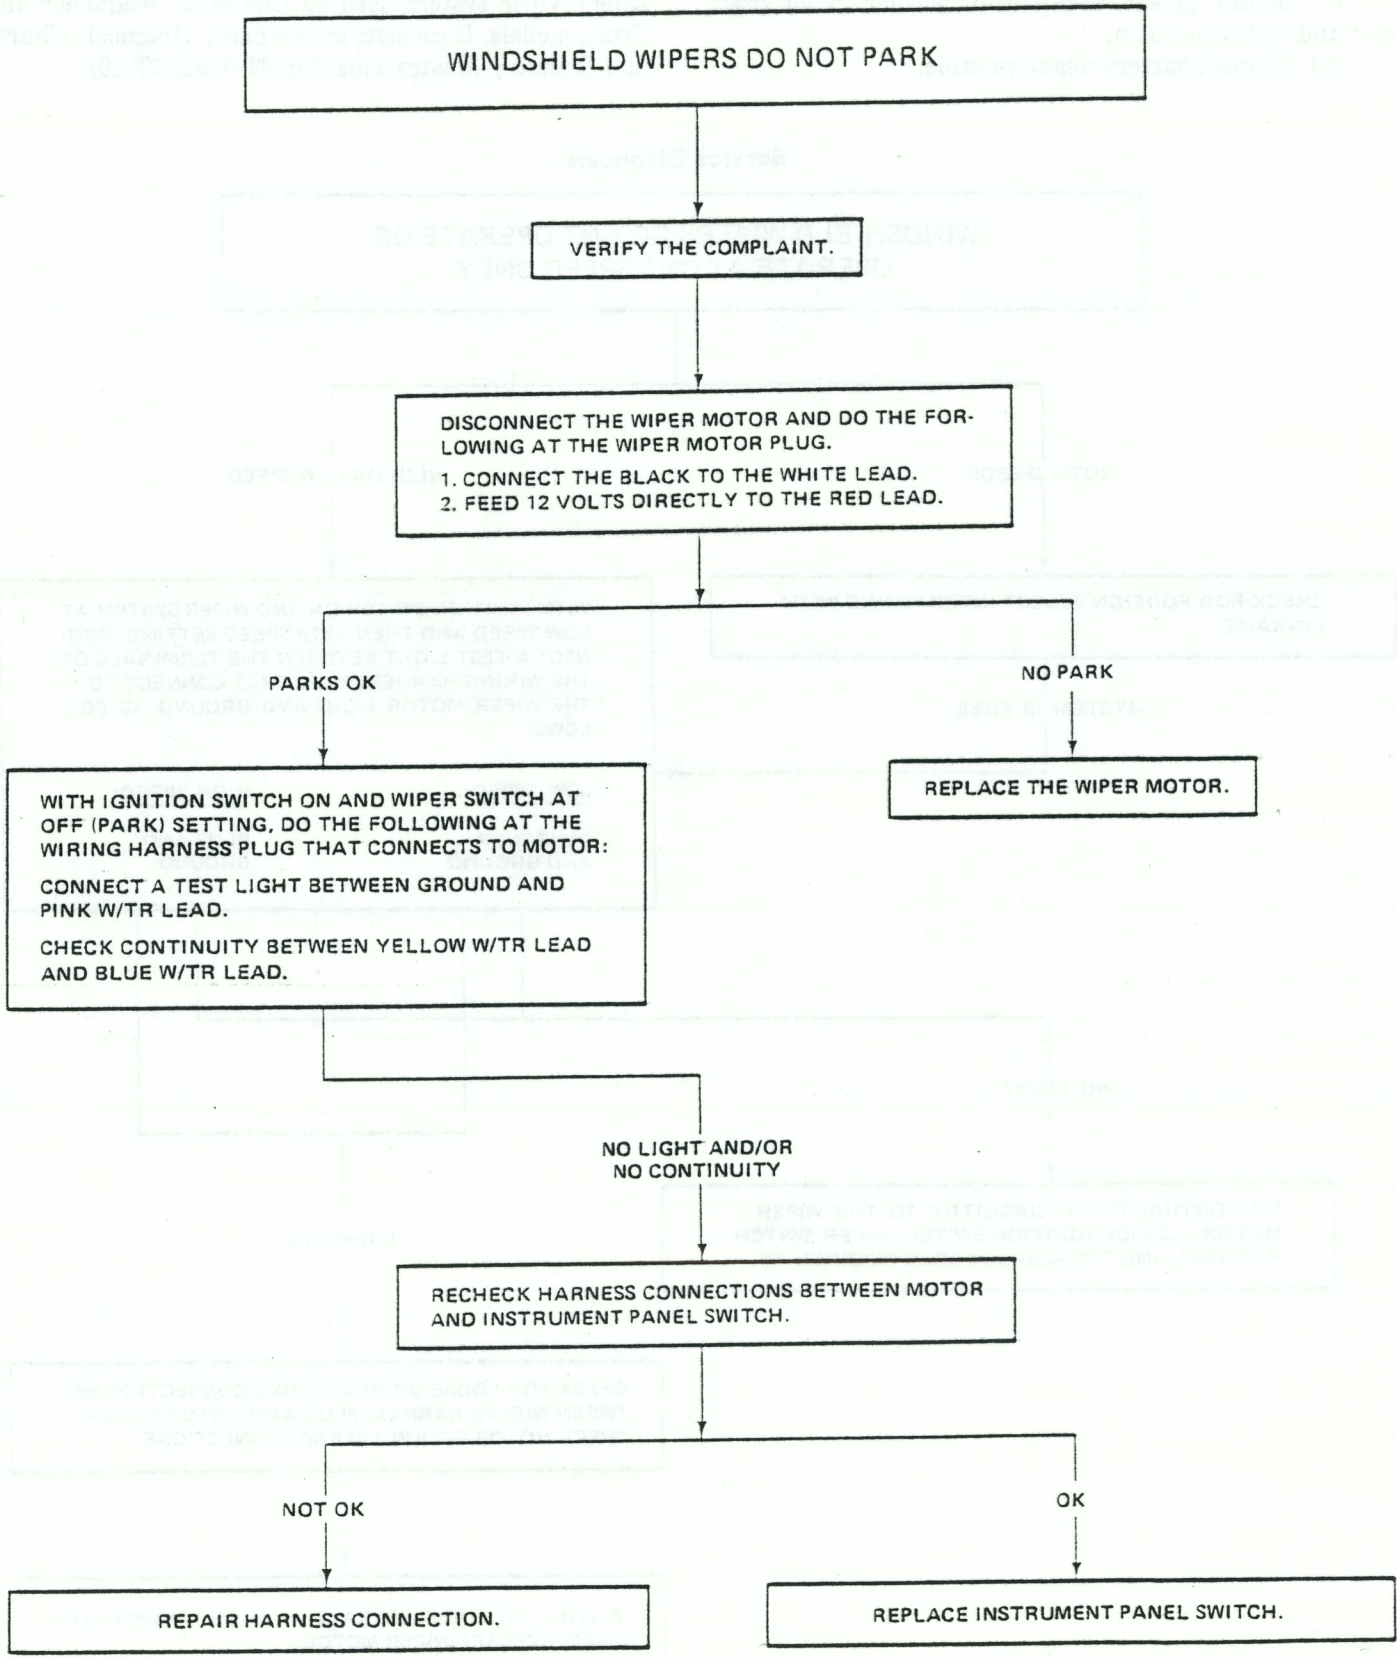 WINDSHIELD WIPERS DO NOT PARK
VERIFY THE COMPLAINT.
DISCONNECT THE WIPER MOTOR AND DO THE FOR-
LOWING AT THE WIPER MOTOR PLUG.
1. CONNECT THE BLACK TO THE WHITE LEAD.
2. FEED 12 VOLTS DIRECTLY TO THE RED LEAD.
PARKS OK
NO PARK
REPLACE THE WIPER MOTOR.
WITH IGNITION SWITCH ON AND WIPER SWITCH AT
OFF (PARK) SETTING, DO THE FOLLOWING AT THE
WIRING HARNESS PLUG THAT CONNECTS TO MOTOR:
CONNECT A TEST LIGHT BETWEEN GROUND AND
PINK W/TR LEAD.
CHECK CONTINUITY BETWEEN YELLOW W/TR LEAD
AND BLUE W/TR LEAD.
NO LIGHT AND/OR
NO CONTINUITY
RECHECK HARNESS CONNECTIONS BETWEEN MOTOR
AND INSTRUMENT PANEL SWITCH.
NOT OK
OK
REPAIR HARNESS CONNECTION.
REPLACE INSTRUMENT PANEL SWITCH.